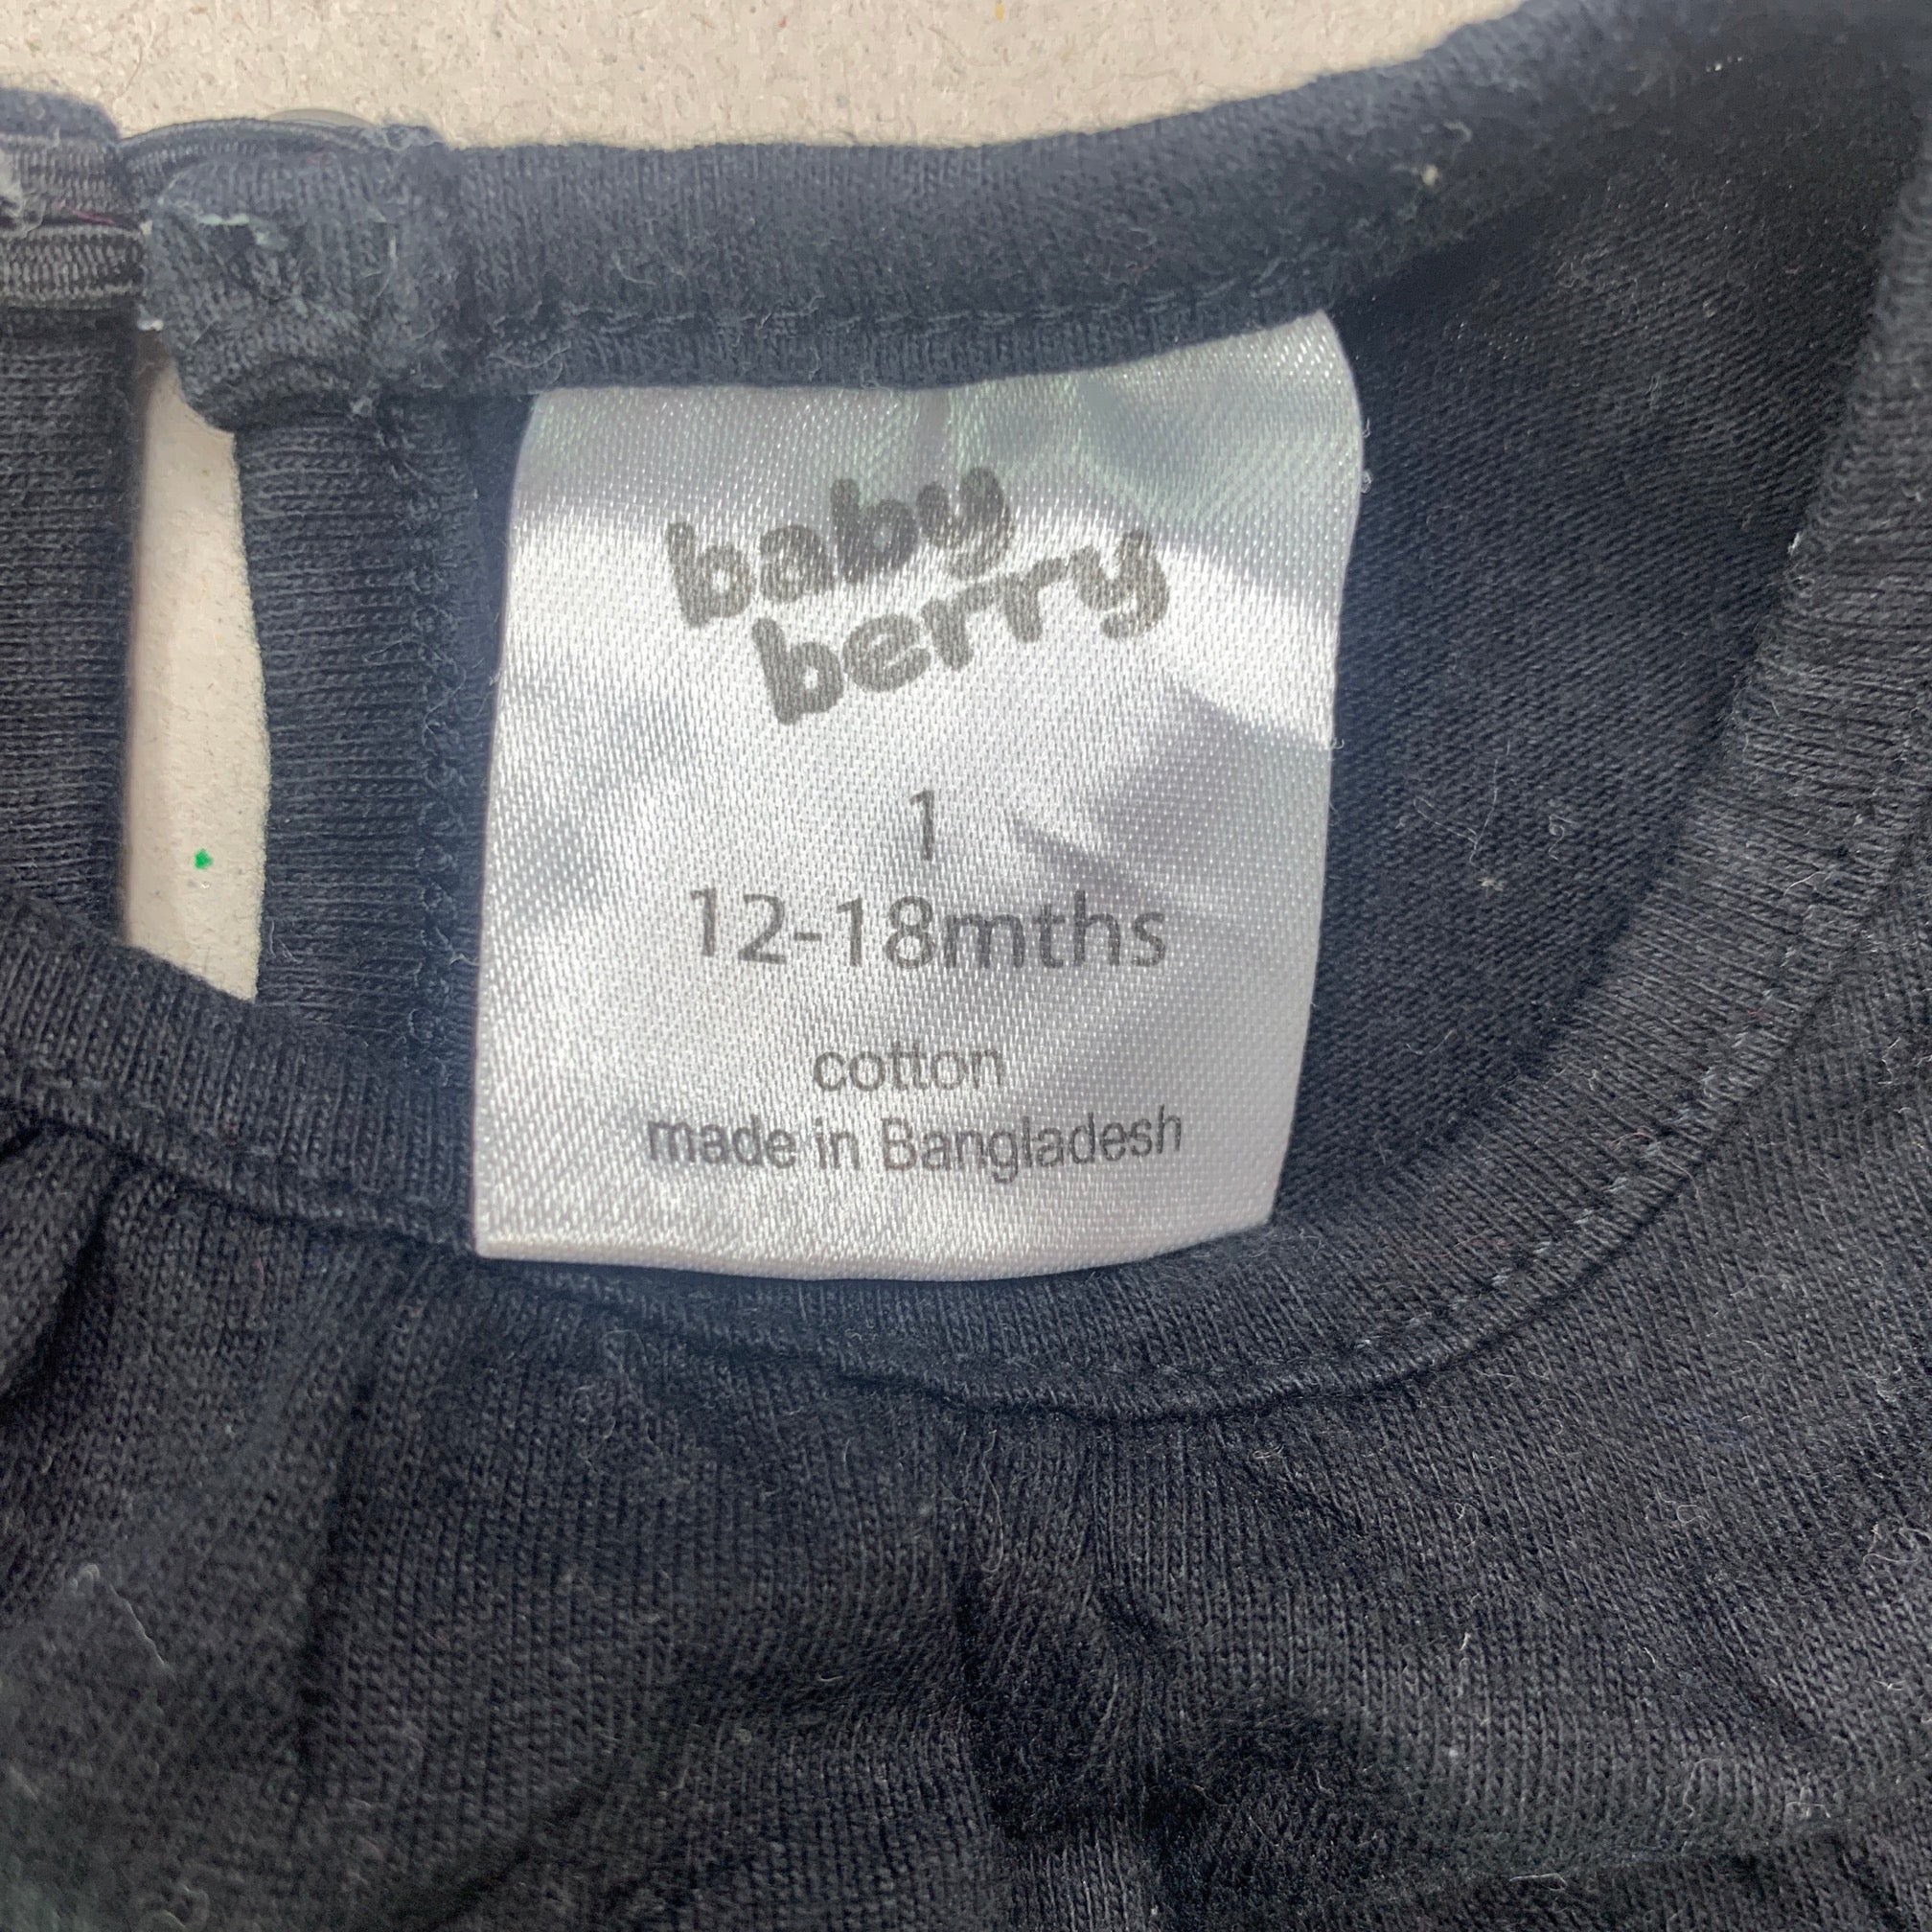 baby
berry
1
12-18mths
cotton
made in Bangladesh